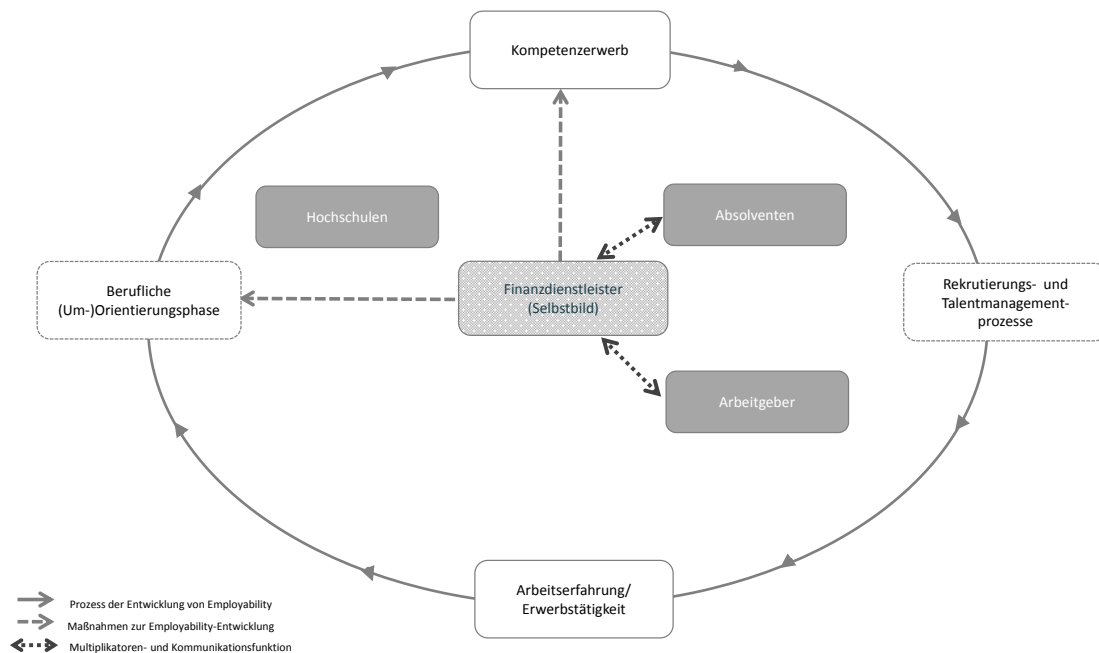 Kompetenzerwerb
Hochschulen
Absolventen
Berufliche
(Um-)Orientierungsphase
Finanzdienstleister
(Selbstbild)
Rekrutierungs- und
Talentmanagement-
prozesse
Arbeitgeber
Arbeitserfahrung/
Erwerbstätigkeit
Prozess der Entwicklung von Employability
Maßnahmen zur Employability-Entwicklung
Multiplikatoren- und Kommunikationsfunktion